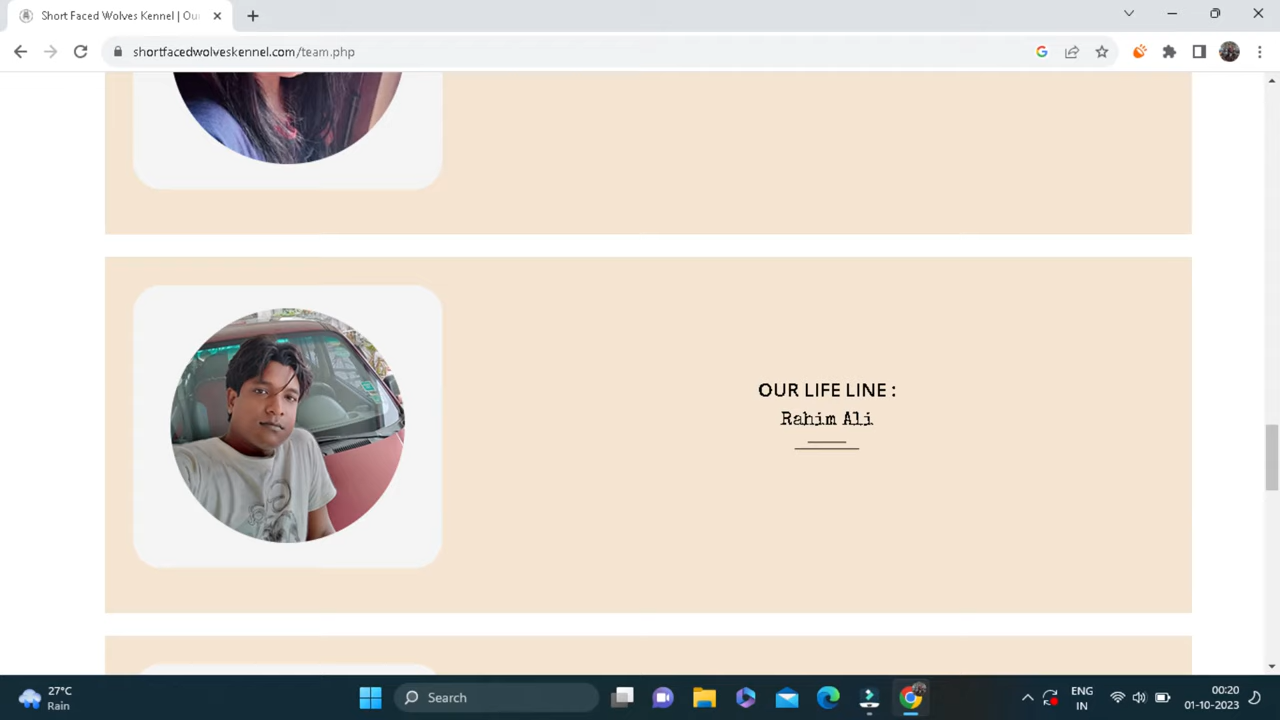 Short Faced Wolves Kennel | Ou
shortfacedwolveskennel.com/team.php
OUR LIFE LINE :
Rahim Ali
27°C
Rain
Search
ENG
IN
00:20
01-10-2023